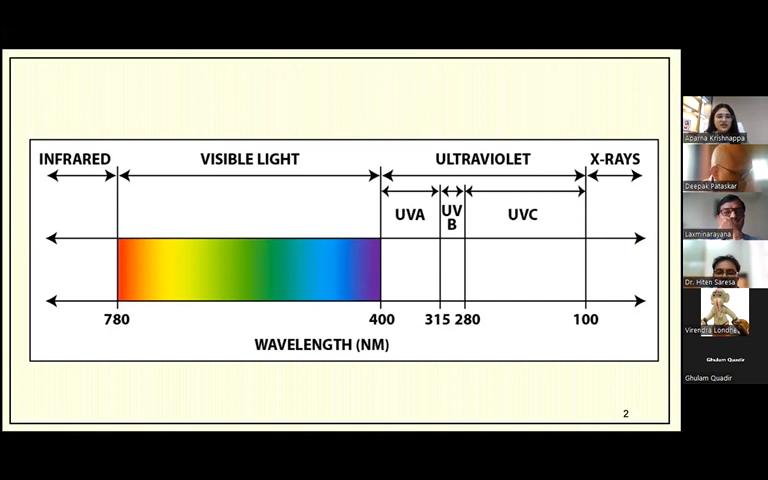 INFRARED VISIBLE LIGHT ULTRAVIOLET X-RAYS
UVA UV B UVC
780 400 315 280 100
WAVELENGTH (NM)
2
Aparna Krishnappa
Deepak Pataskar
Laxminarayana
Dr. Hiten Saresa
Virendra Londhe
Ghulam Quadir
Ghulam Quadir